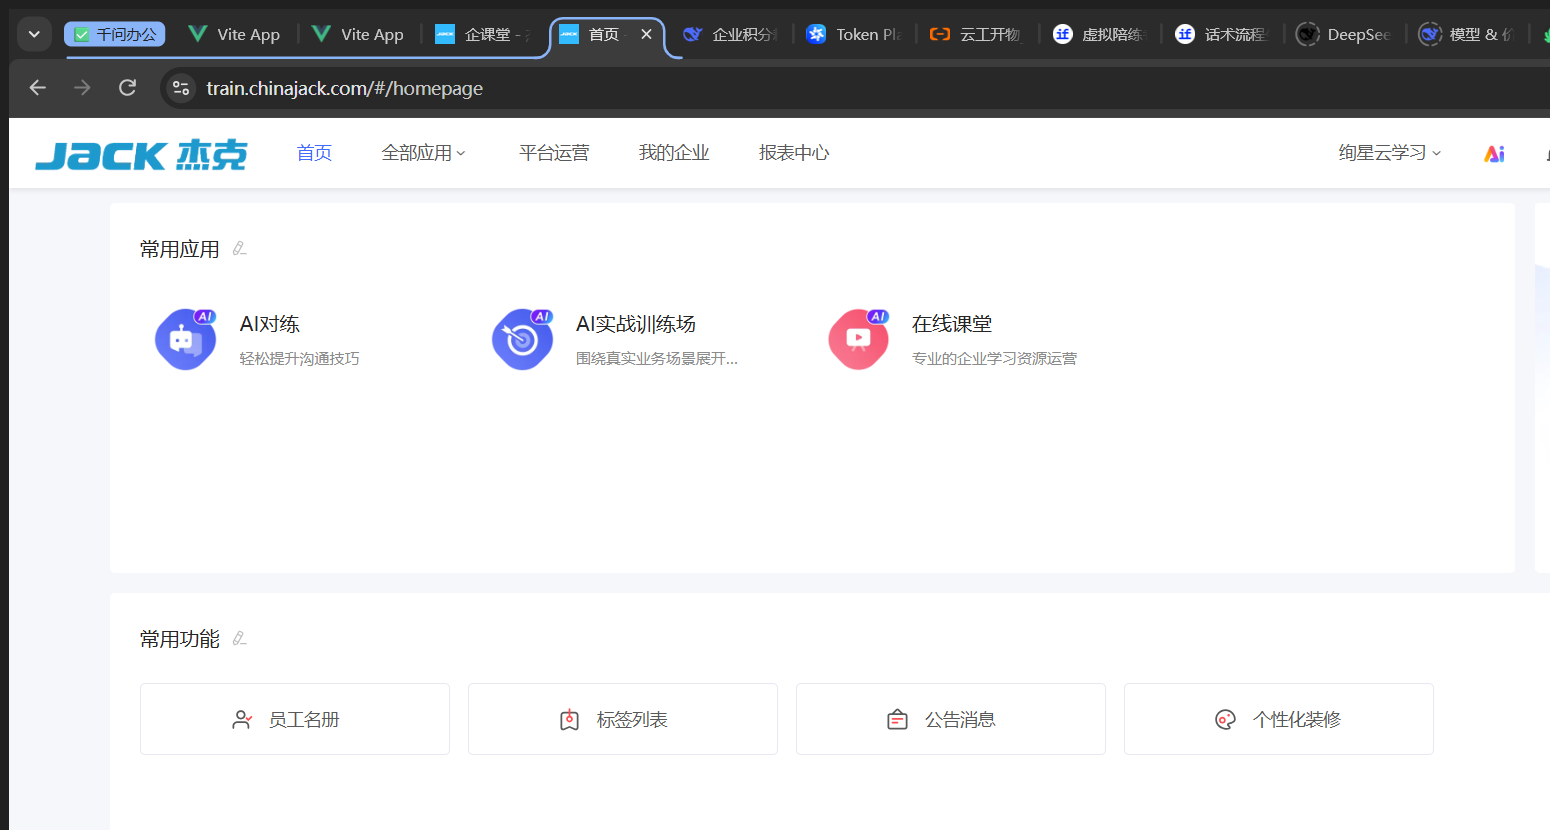 千问办公
Vite App
Vite App
企课堂 -
首页
企业积分
Token Pl
云工开物
虚拟陪练
话术流程
DeepSee
模型 & 价
train.chinajack.com/#/homepage
JACK 杰克
首页
全部应用
平台运营
我的企业
报表中心
绚星云学习
Ai
常用应用
AI
AI对练
轻松提升沟通技巧
AI
AI实战训练场
围绕真实业务场景展开...
AI
在线课堂
专业的企业学习资源运营
常用功能
员工名册
标签列表
公告消息
个性化装修